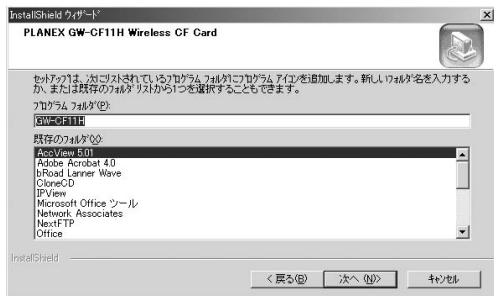 InstallShield ウィザード
PLANEX GW-CF11H Wireless CF Card
セットアップは、次にリストされているプログラム フォルダにプログラム アイコンを追加します。新しいフォルダ名を入力する
か、または既存のフォルダ リストから1つを選択することもできます。
プログラム フォルダ(P):
GW-CF11H
既存のフォルダ(X):
AccView 5.01
Adobe Acrobat 4.0
bRoad Lanner Wave
CloneCD
IPView
Microsoft Office ツール
Network Associates
NextFTP
Office
InstallShield
< 戻る(B)
次へ (N)>
キャンセル